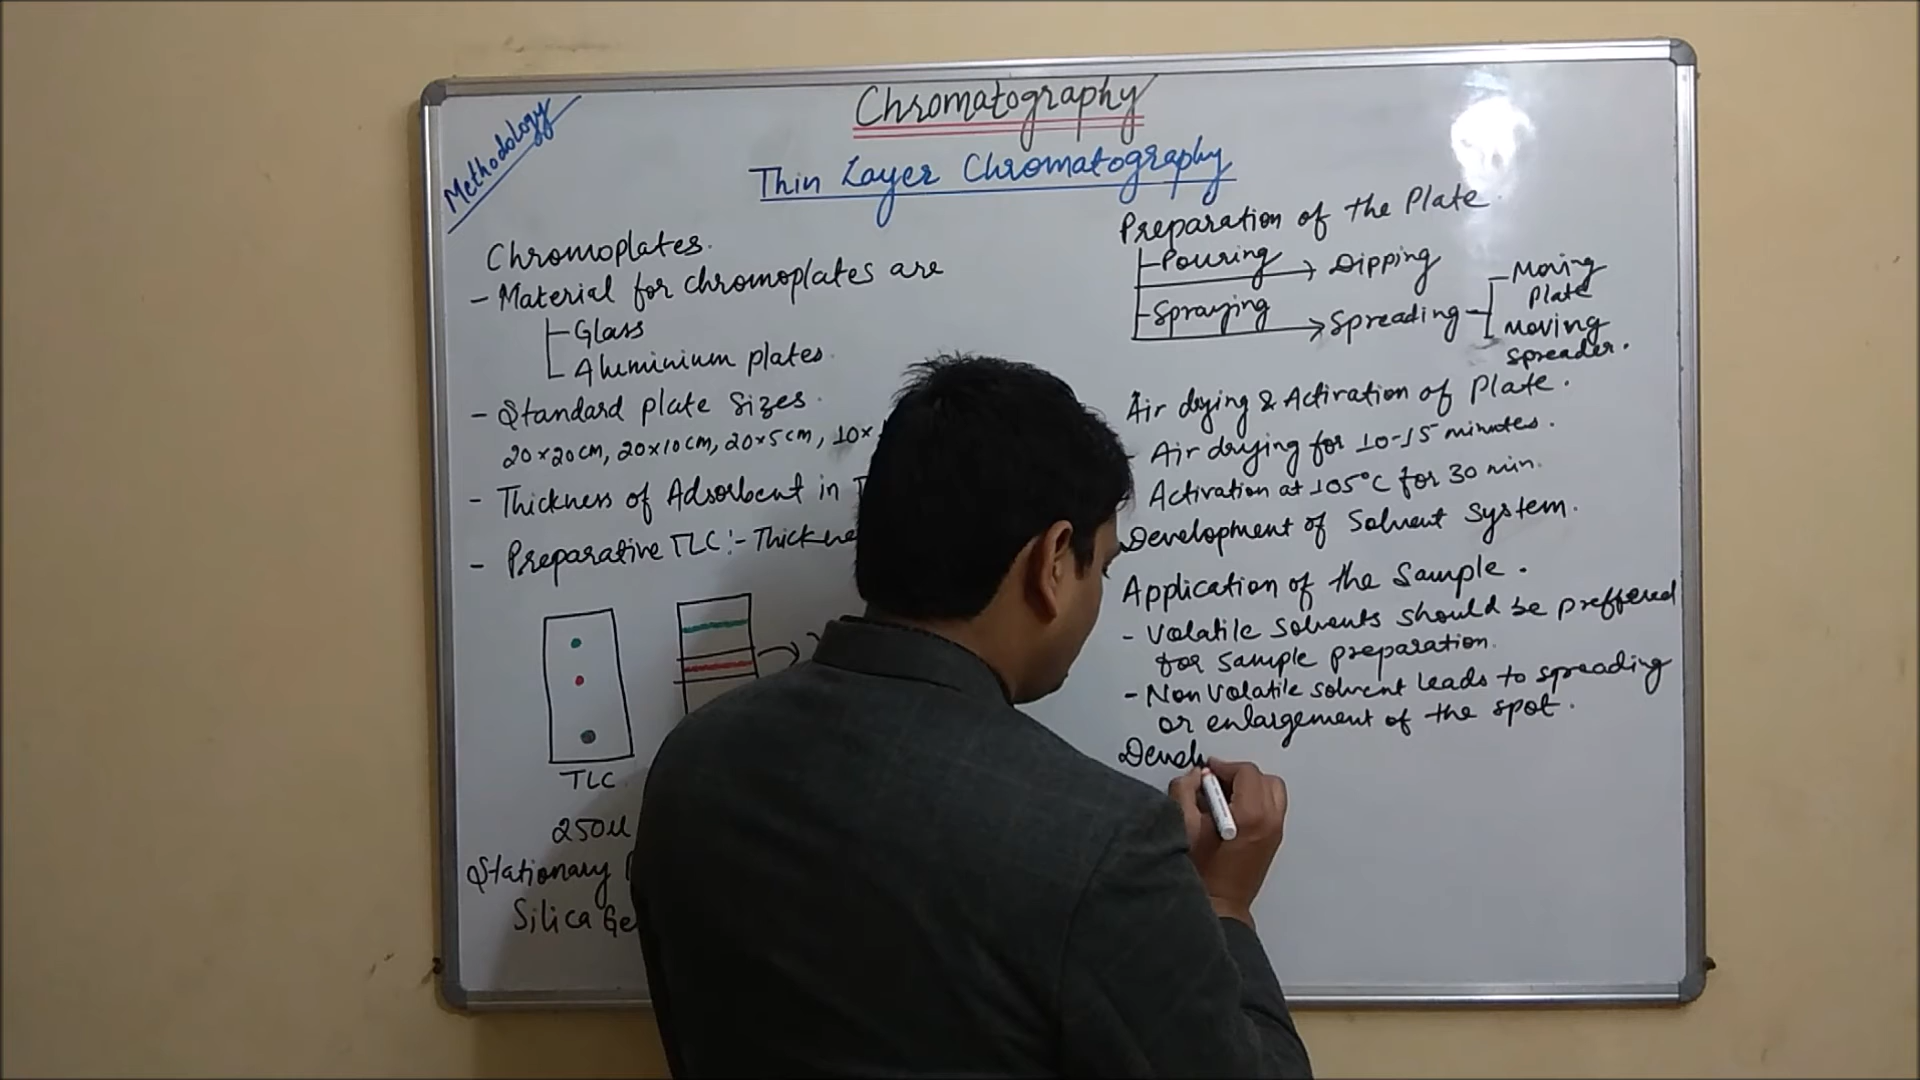 Methodology
Chromatography
Thin Layer Chromatography
Chromoplates.
- Material for chromoplates are
Glass
Aluminium plates.
- Standard plate sizes.
20×20cm, 20×10cm, 20×5cm, 10×
- Thickness of Adsorbent in
- Preparative TLC:- Thickne
TLC
250µ
Stationary
Silica Ge
Preparation of the Plate.
Pouring → Dipping
Spraying → Spreading
Moving
Plate
Moving
spreader.
Air drying & Activation of Plate.
- Air drying for 10-15 minutes.
Activation at 105°C for 30 min.
Development of Solvent System.
Application of the Sample.
- Volatile solvents should be preffered
for sample preparation.
- Non Volatile solvent leads to spreading
or enlargement of the spot.
Devel